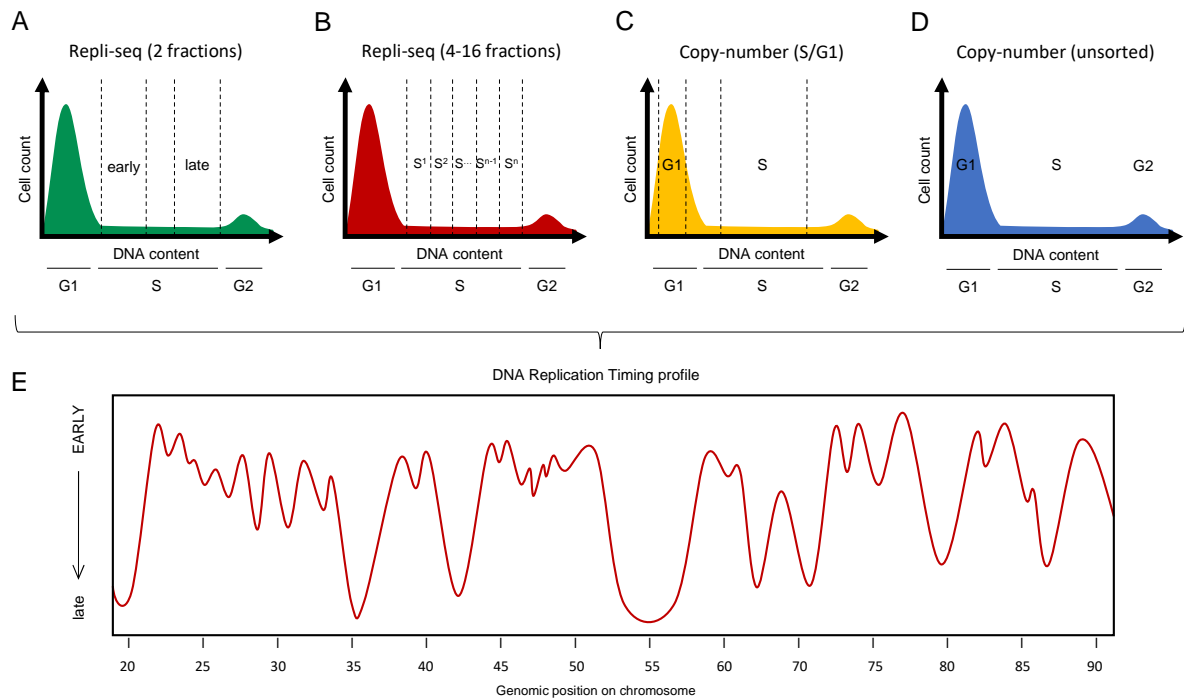 A
Repli-seq (2 fractions)
Cell count
early
late
DNA content
G1
S
G2
B
Repli-seq (4-16 fractions)
Cell count
S1
S2
S...
Sn-1
Sn
DNA content
G1
S
G2
C
Copy-number (S/G1)
Cell count
G1
S
DNA content
G1
S
G2
D
Copy-number (unsorted)
Cell count
G1
S
G2
DNA content
G1
S
G2
E
DNA Replication Timing profile
EARLY
late
20 25 30 35 40 45 50 55 60 65 70 75 80 85 90
Genomic position on chromosome